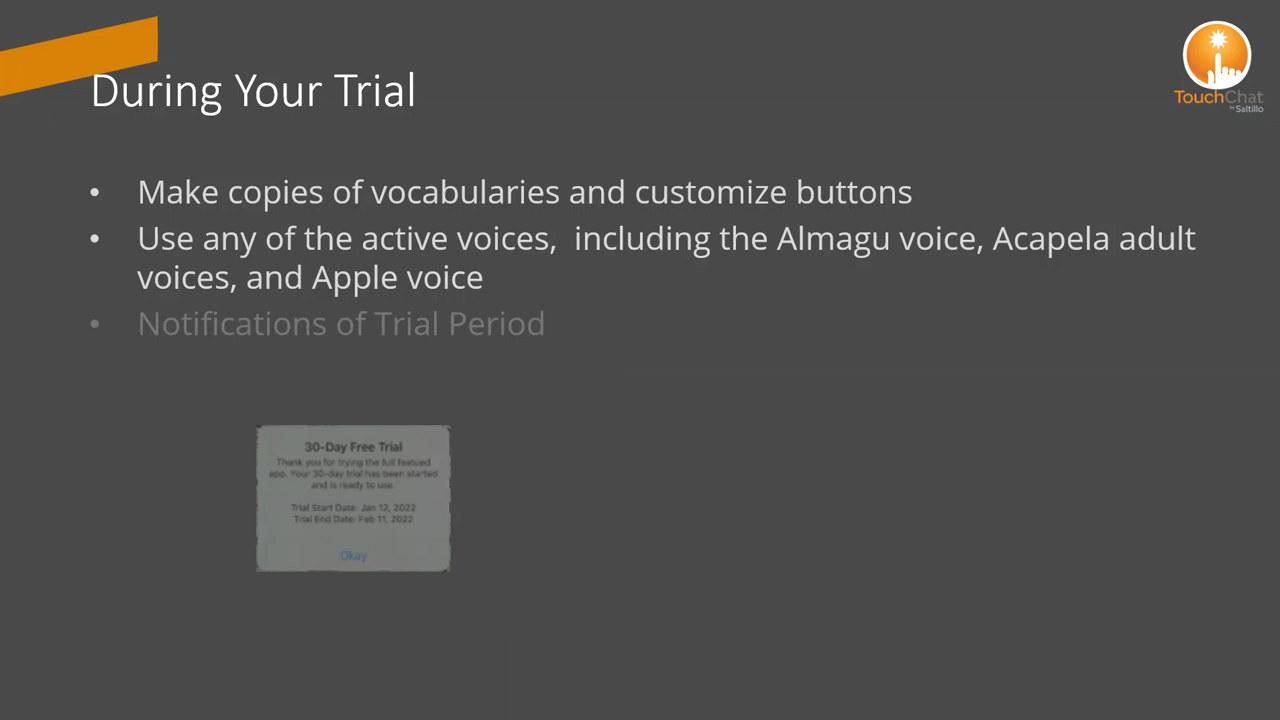 During Your Trial
TouchChat
by Saltillo
• Make copies of vocabularies and customize buttons
• Use any of the active voices,  including the Almagu voice, Acapela adult
voices, and Apple voice
• Notifications of Trial Period
30-Day Free Trial
Thank you for trying the full featued
app. Your 30-day trial has been started
and is ready to use.
Trial Start Date: Jan 12, 2022
Trial End Date: Feb 11, 2022
Okay